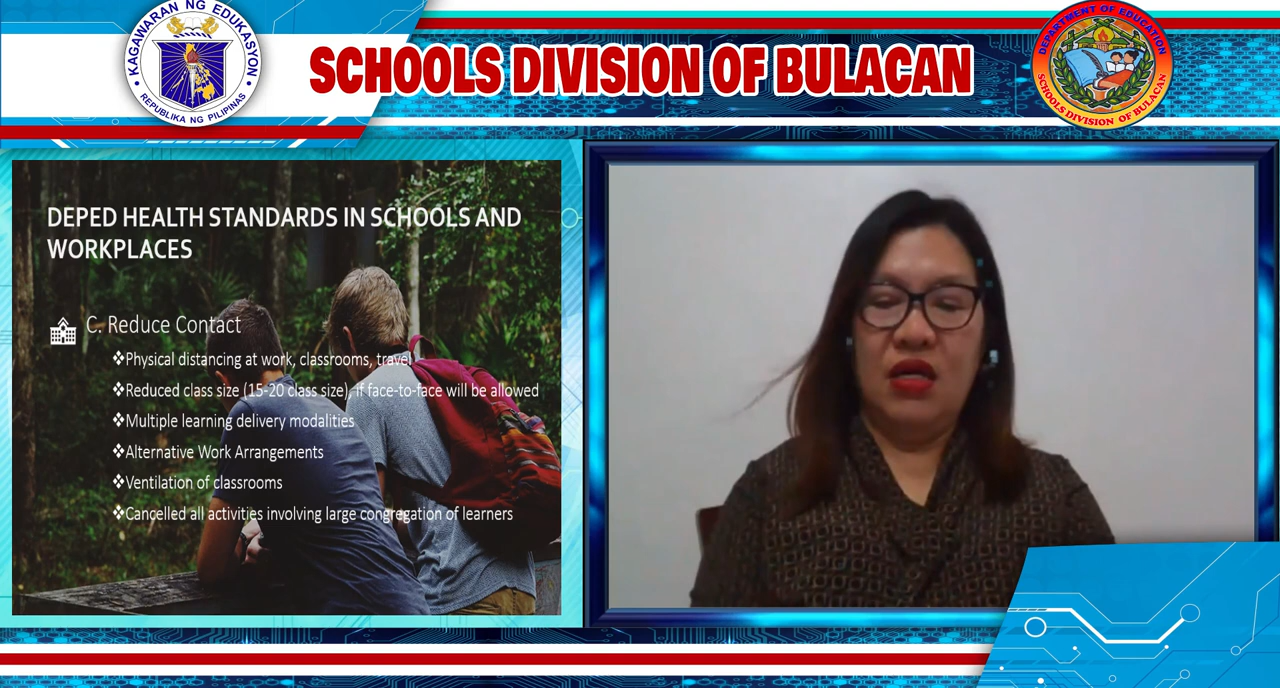 KAGAWARAN NG EDUKASYON
REPUBLIKA NG PILIPINAS
SCHOOLS DIVISION OF BULACAN
DEPARTMENT OF EDUCATION
SCHOOLS DIVISION OF BULACAN
DEPED HEALTH STANDARDS IN SCHOOLS AND
WORKPLACES
C. Reduce Contact
❖Physical distancing at work, classrooms, travel
❖Reduced class size (15-20 class size), if face-to-face will be allowed
❖Multiple learning delivery modalities
❖Alternative Work Arrangements
❖Ventilation of classrooms
❖Cancelled all activities involving large congregation of learners